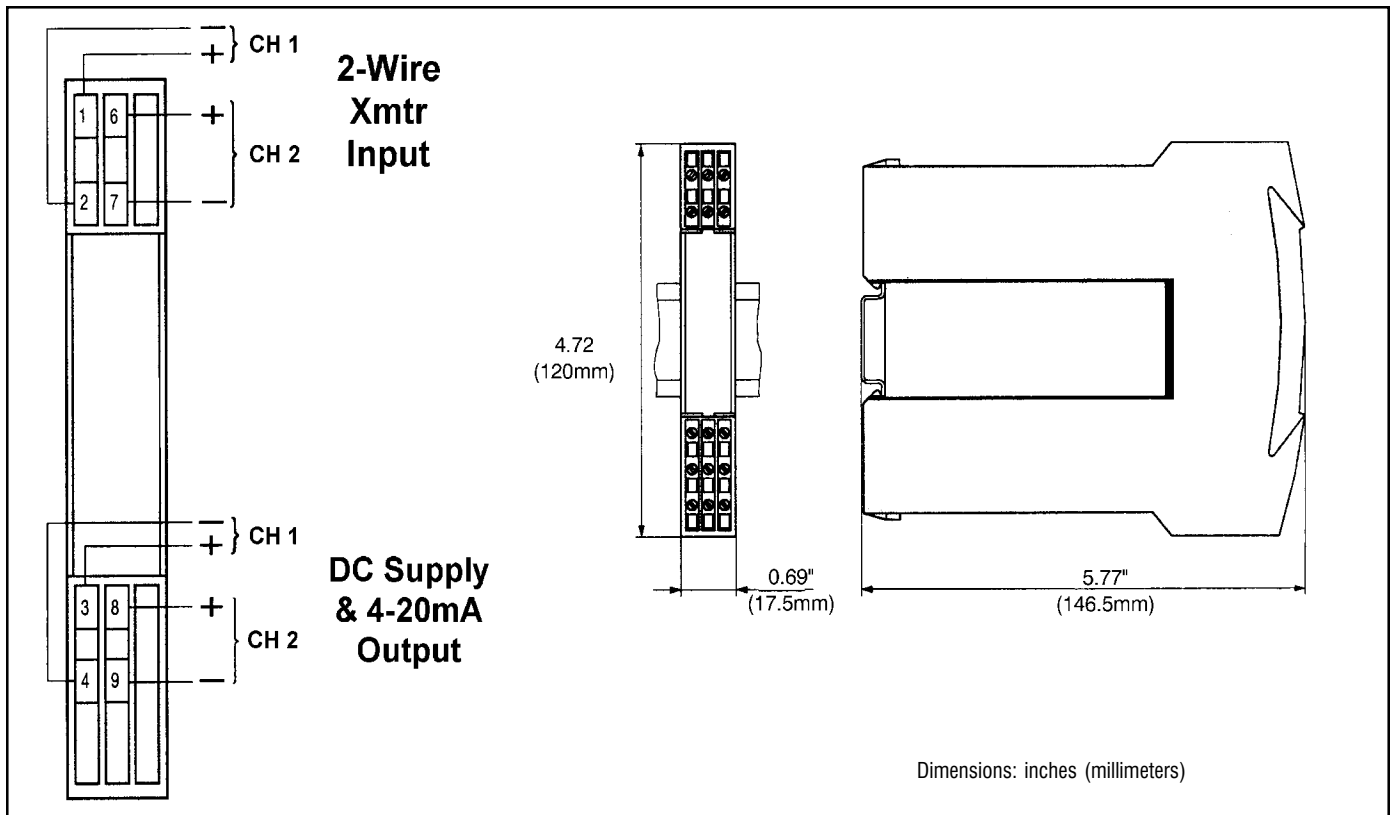 − CH 1
+
2-Wire
Xmtr
Input
1 6 +
CH 2
2 7 −
4.72
(120mm)
0.69"
(17.5mm)
5.77"
(146.5mm)
− CH 1
+
DC Supply
& 4-20mA
Output
3 8 +
CH 2
4 9 −
Dimensions: inches (millimeters)